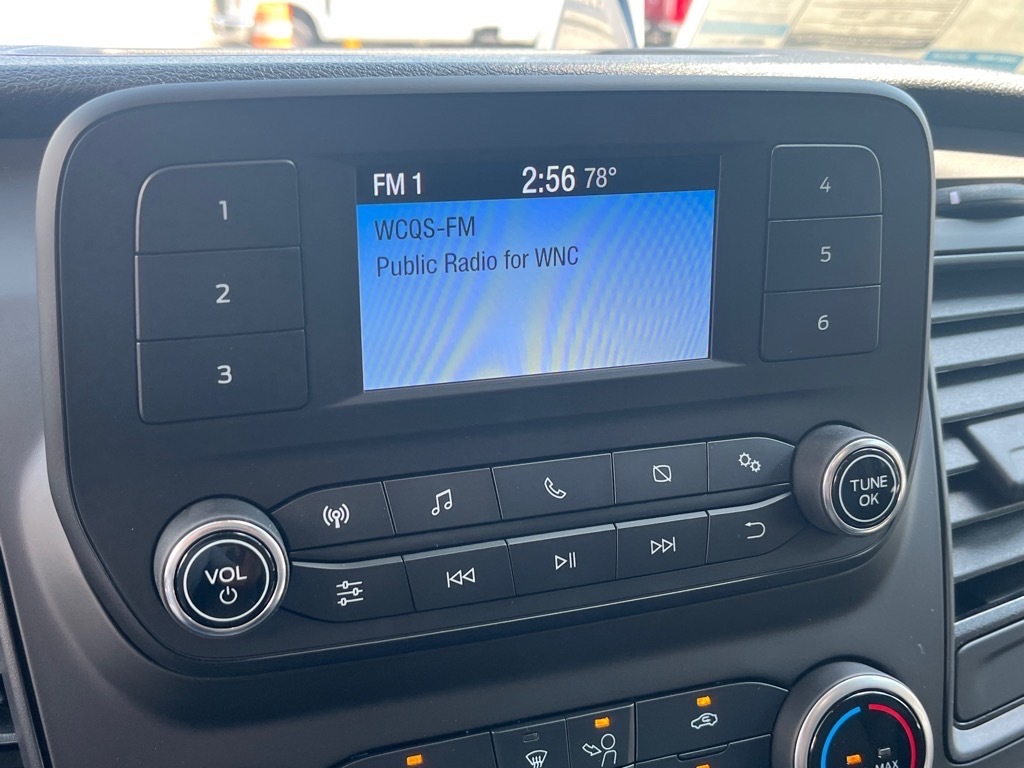 FM 1 2:56 78°
WCQS-FM
Public Radio for WNC
1
2
3
4
5
6
VOL
TUNE
OK
MAX